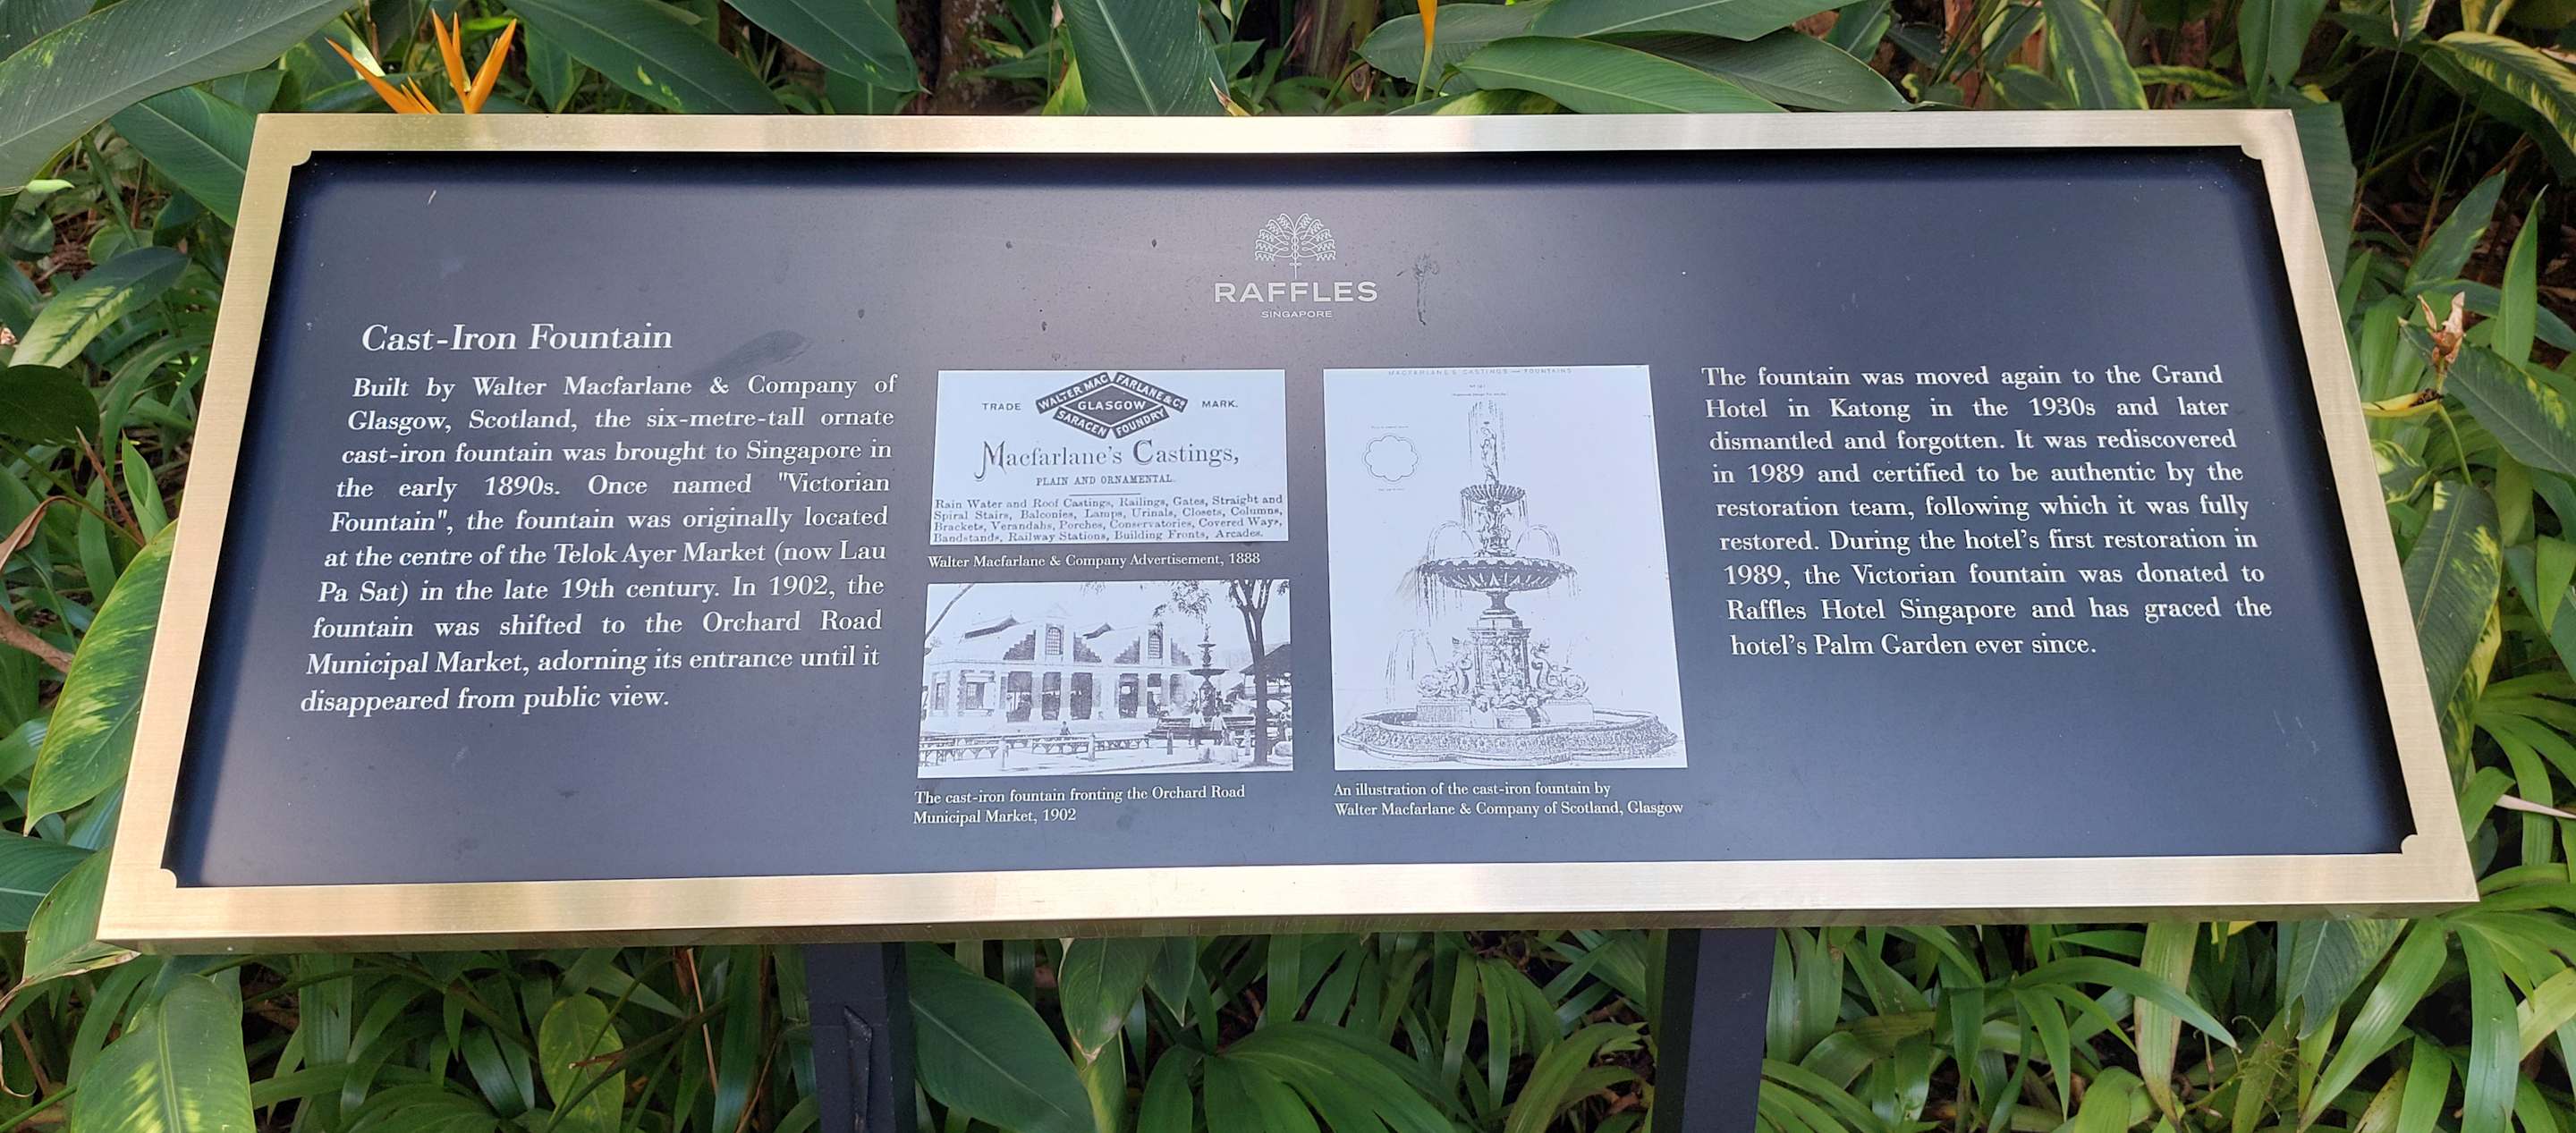 RAFFLES
SINGAPORE
Cast-Iron Fountain
Built by Walter Macfarlane & Company of
Glasgow, Scotland, the six-metre-tall ornate
cast-iron fountain was brought to Singapore in
the early 1890s. Once named "Victorian
Fountain", the fountain was originally located
at the centre of the Telok Ayer Market (now Lau
Pa Sat) in the late 19th century. In 1902, the
fountain was shifted to the Orchard Road
Municipal Market, adorning its entrance until it
disappeared from public view.
TRADE MARK.
WALTER MACFARLANE & Cº
GLASGOW
SARACEN FOUNDRY
Macfarlane's Castings,
PLAIN AND ORNAMENTAL.
Rain Water and Roof Castings, Railings, Gates, Straight and
Spiral Stairs, Balconies, Lamps, Urinals, Closets, Columns,
Brackets, Verandahs, Porches, Conservatories, Covered Ways,
Bandstands, Railway Stations, Building Fronts, Arcades.
Walter Macfarlane & Company Advertisement, 1888
The cast-iron fountain fronting the Orchard Road
Municipal Market, 1902
MACFARLANE'S CASTINGS — FOUNTAINS
An illustration of the cast-iron fountain by
Walter Macfarlane & Company of Scotland, Glasgow
The fountain was moved again to the Grand
Hotel in Katong in the 1930s and later
dismantled and forgotten. It was rediscovered
in 1989 and certified to be authentic by the
restoration team, following which it was fully
restored. During the hotel's first restoration in
1989, the Victorian fountain was donated to
Raffles Hotel Singapore and has graced the
hotel's Palm Garden ever since.